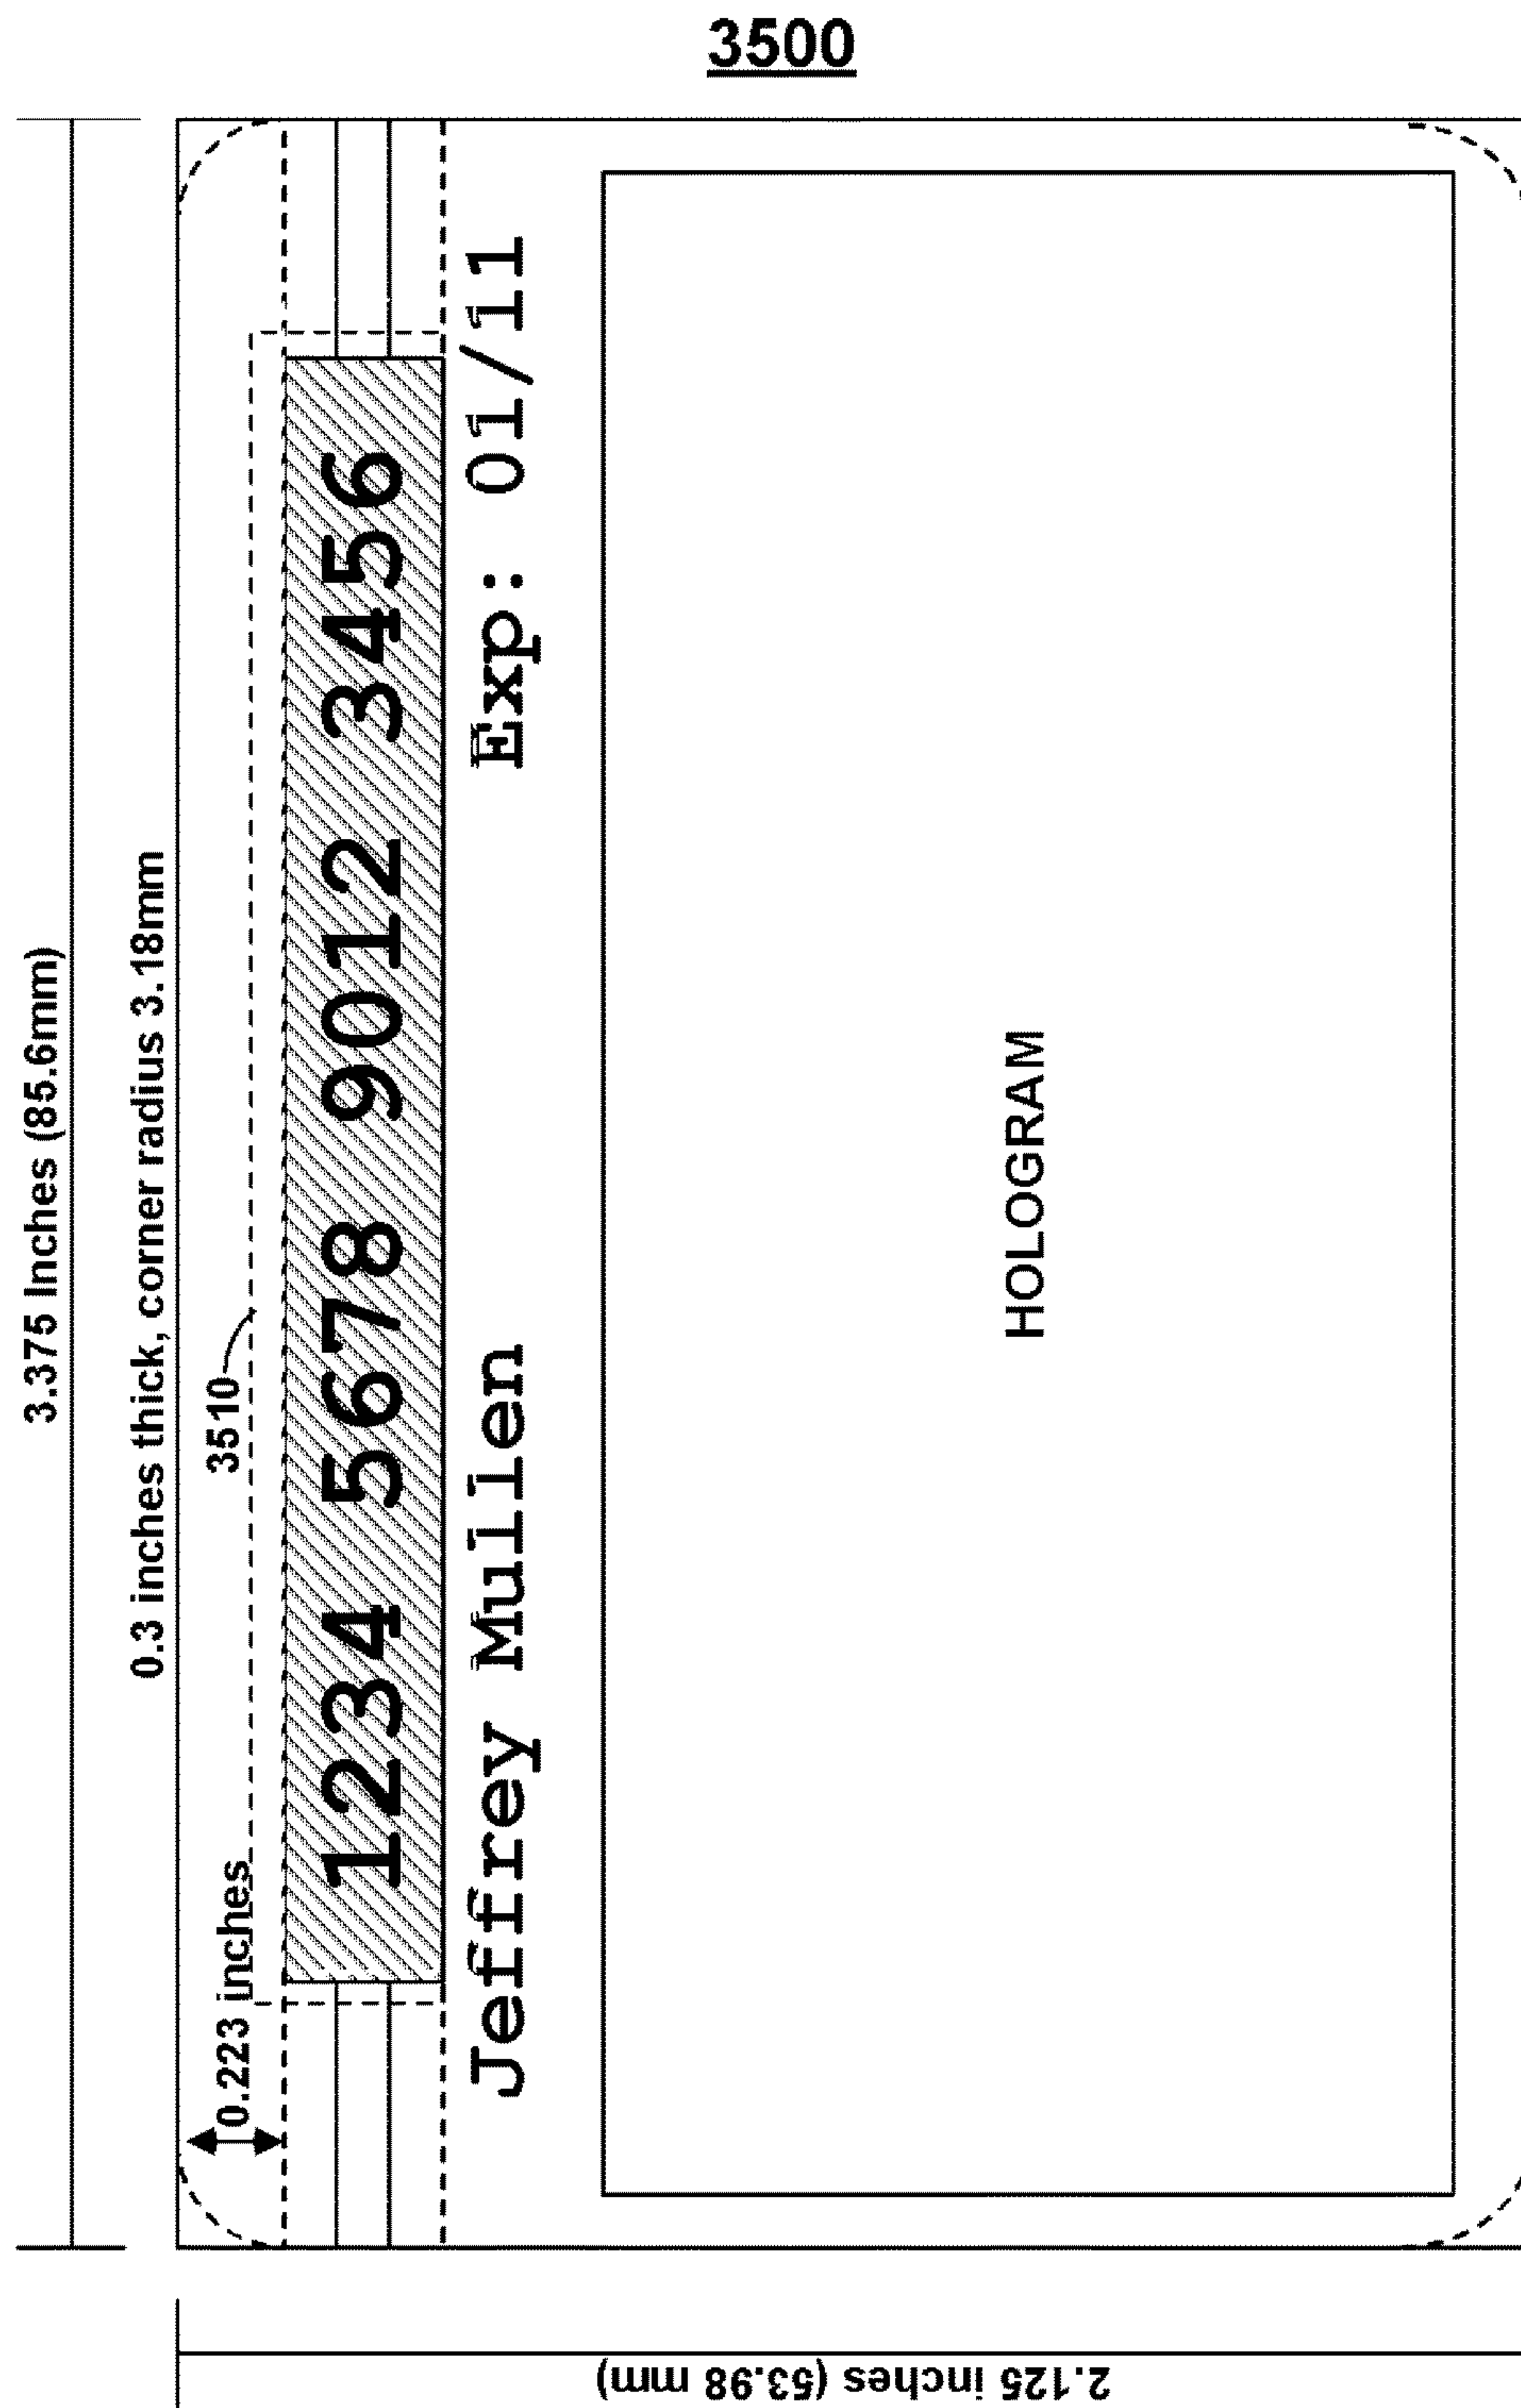 3500
3.375 Inches (85.6mm)
0.3 inches thick, corner radius 3.18mm
3510
0.223 inches
1234 5678 9012 3456
Jeffrey Mullen Exp: 01/11
HOLOGRAM
2.125 inches (53.98 mm)